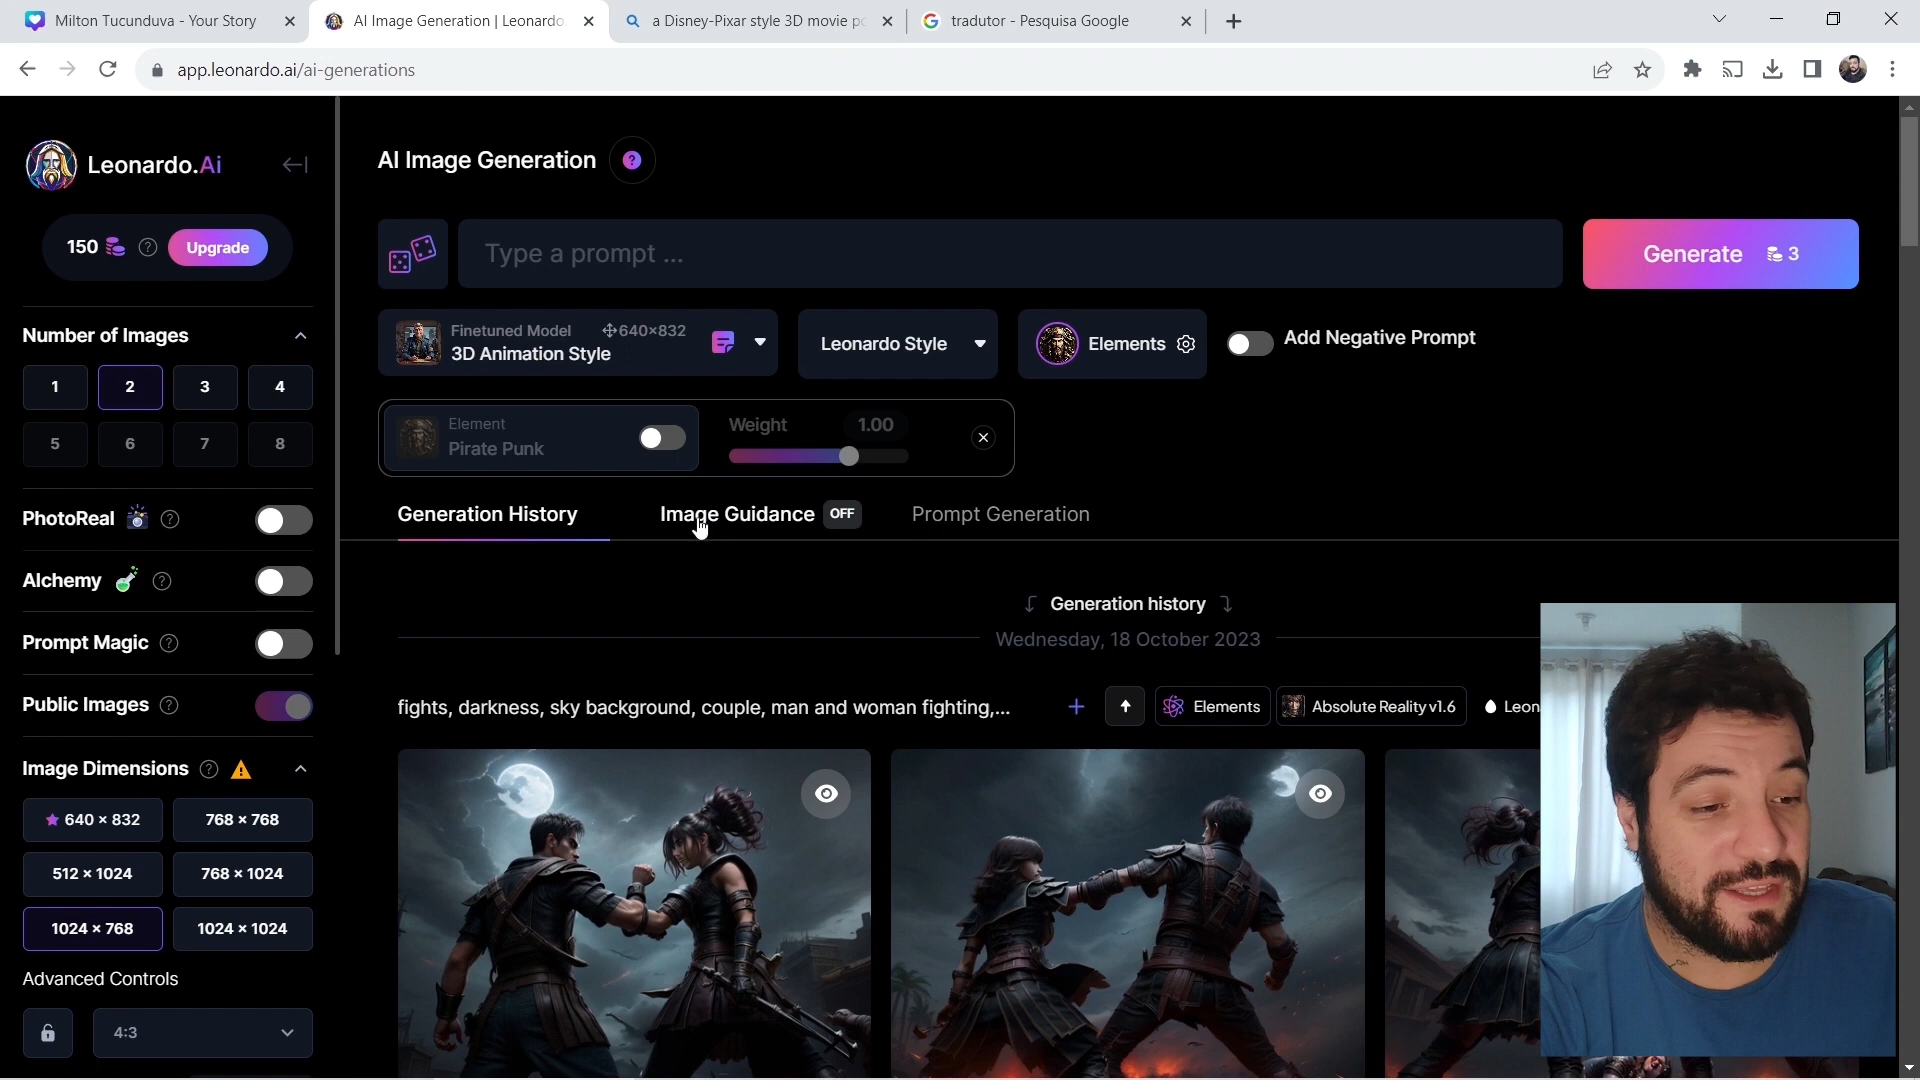 Milton Tucunduva - Your Story
AI Image Generation | Leonardo.
a Disney-Pixar style 3D movie po
tradutor - Pesquisa Google
app.leonardo.ai/ai-generations
Leonardo.Ai
150
Upgrade
Number of Images
1 2 3 4
5 6 7 8
PhotoReal
Alchemy
Prompt Magic
Public Images
Image Dimensions
640 × 832 768 × 768
512 × 1024 768 × 1024
1024 × 768 1024 × 1024
Advanced Controls
4:3
AI Image Generation
Type a prompt ...
Generate 3
Finetuned Model 640×832
3D Animation Style
Leonardo Style
Elements
Add Negative Prompt
Element
Pirate Punk
Weight 1.00
Generation History
Image Guidance OFF
Prompt Generation
Generation history
Wednesday, 18 October 2023
fights, darkness, sky background, couple, man and woman fighting,...
Elements
Absolute Reality v1.6
Leon